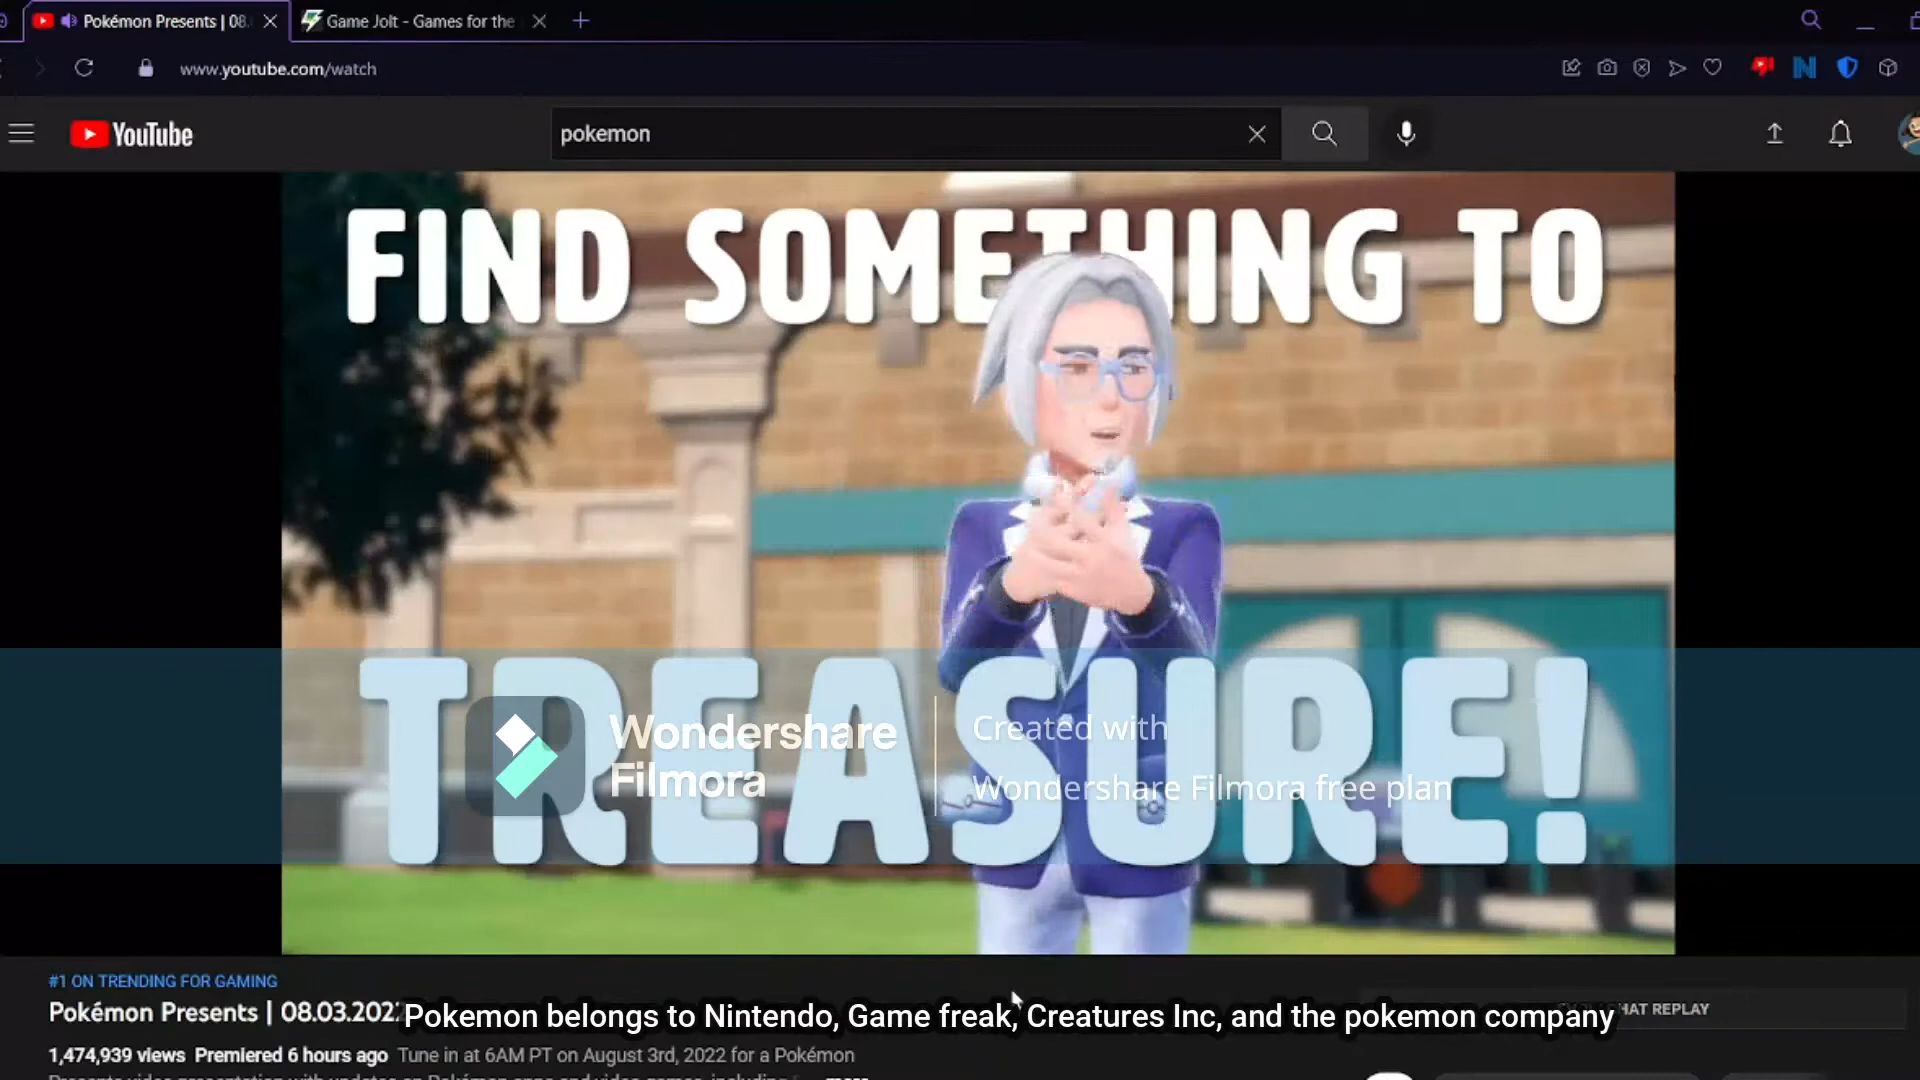 Pokémon Presents | 08.
Game Jolt - Games for the
www.youtube.com/watch
YouTube
pokemon
FIND SOMETHING TO
TREASURE!
Wondershare
Filmora
Created with
Wondershare Filmora free plan
#1 ON TRENDING FOR GAMING
Pokémon Presents | 08.03.2022
HAT REPLAY
Pokemon belongs to Nintendo, Game freak, Creatures Inc, and the pokemon company
1,474,939 views Premiered 6 hours ago Tune in at 6AM PT on August 3rd, 2022 for a Pokémon